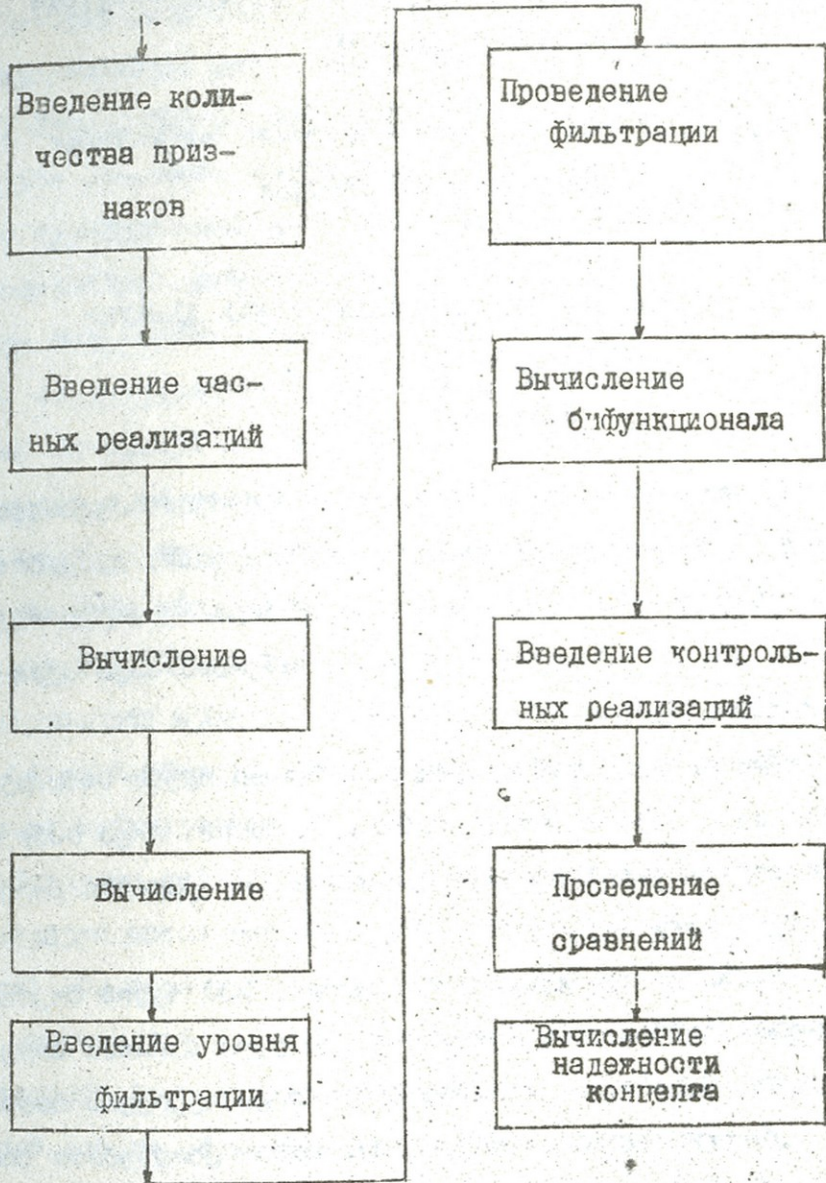 Введение коли-
чества приз-
наков
Введение час-
ных реализаций
Вычисление
Вычисление
Введение уровня
фильтрации
Проведение
фильтрации
Вычисление
бифункционала
Введение контроль-
ных реализаций
Проведение
сравнений
Вычисление
надежности
концепта